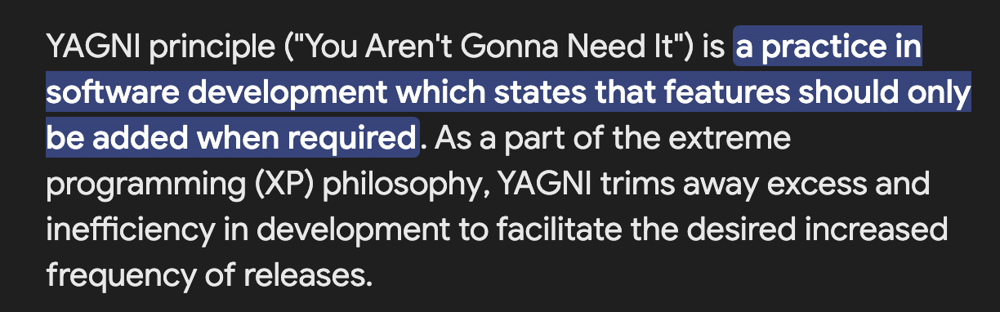 YAGNI principle ("You Aren't Gonna Need It") is a practice in
software development which states that features should only
be added when required. As a part of the extreme
programming (XP) philosophy, YAGNI trims away excess and
inefficiency in development to facilitate the desired increased
frequency of releases.